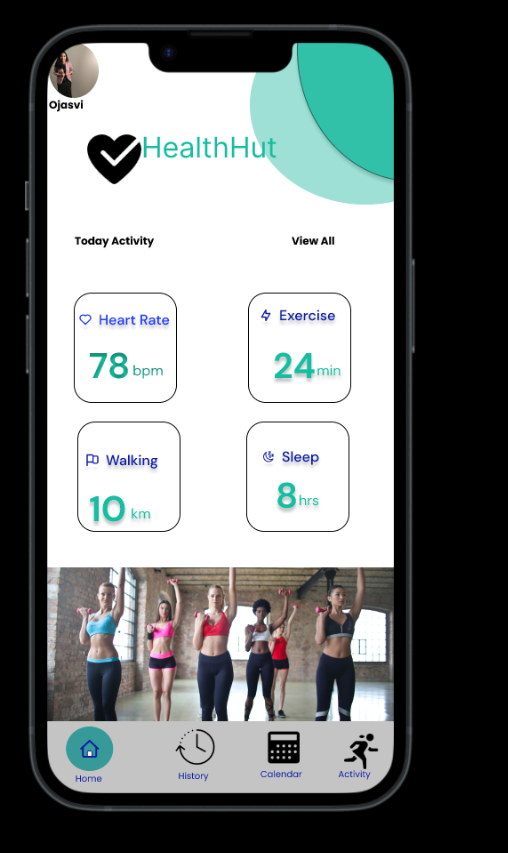 Ojasvi
HealthHut
Today Activity View All
Heart Rate
78 bpm
Exercise
24 min
Walking
10 km
Sleep
8 hrs
Home History Calendar Activity